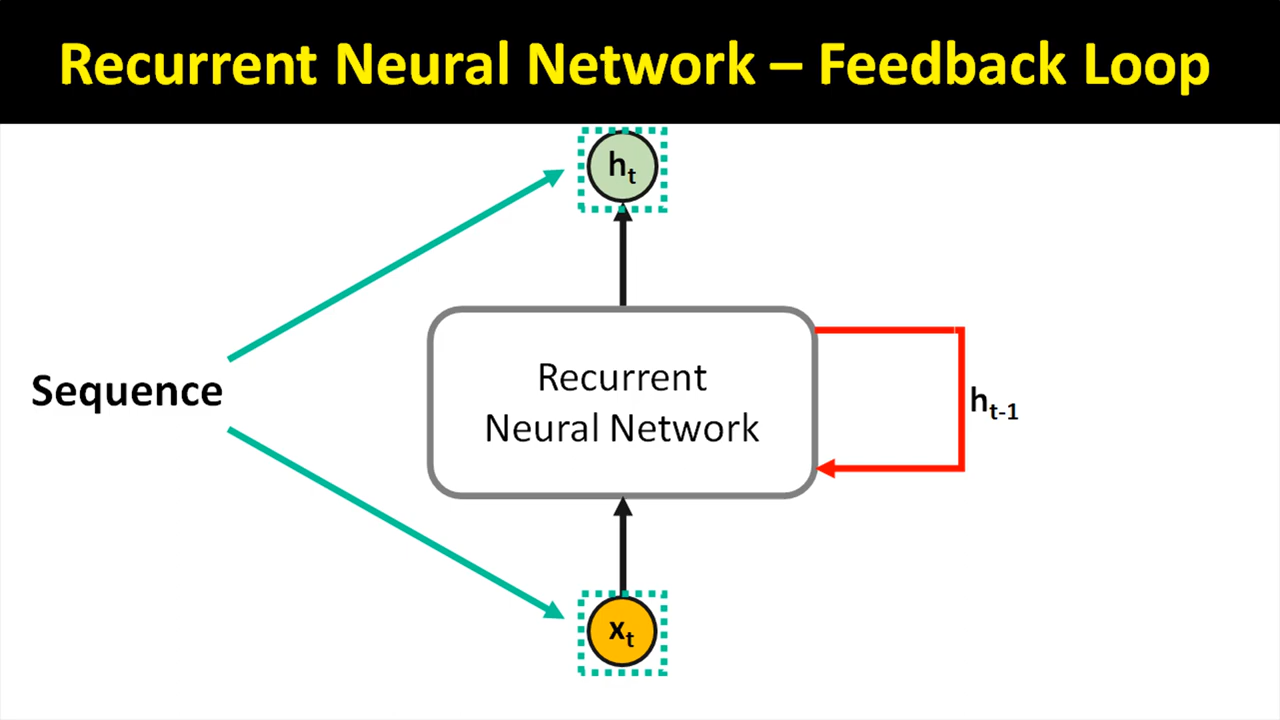 Recurrent Neural Network – Feedback Loop
hₜ
Sequence
Recurrent
Neural Network
hₜ₋₁
xₜ